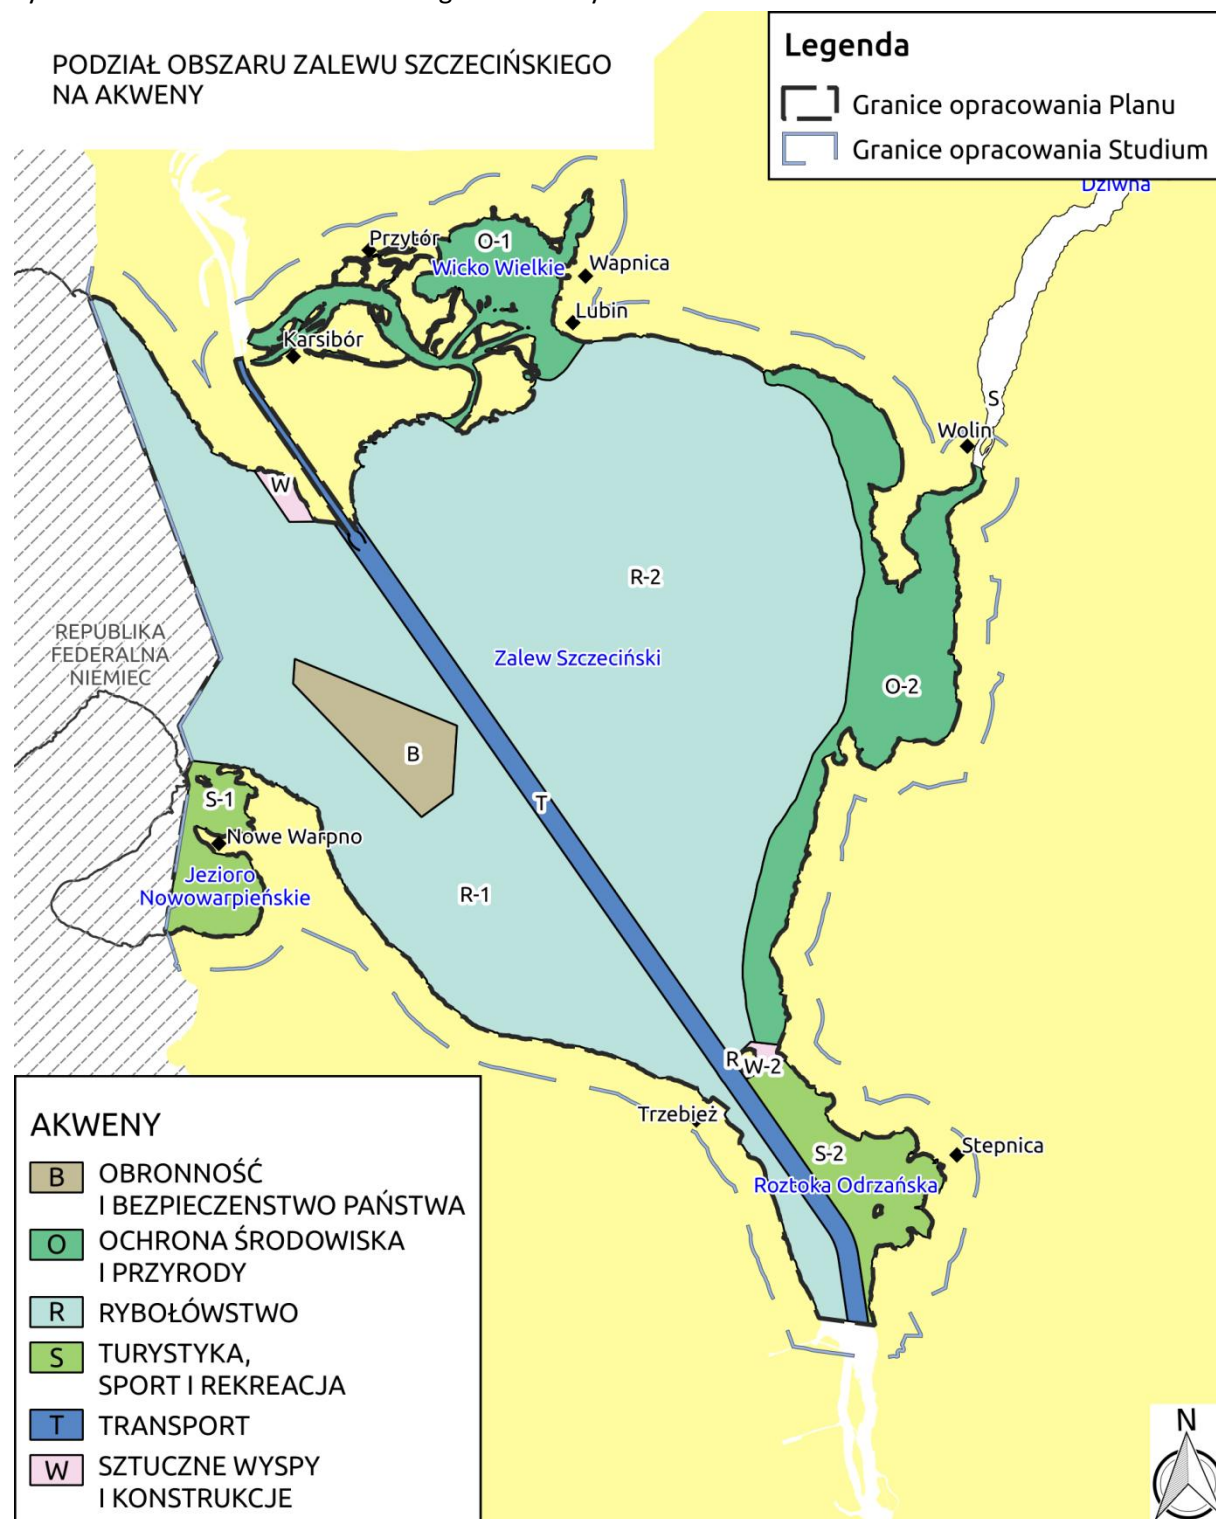 PODZIAŁ OBSZARU ZALEWU SZCZECIŃSKIEGO
NA AKWENY
Legenda
Granice opracowania Planu
Granice opracowania Studium
Dziwna
Przytór
O-1
Wicko Wielkie
Wapnica
Lubin
Karsibór
S
Wolin
W
R-2
REPUBLIKA
FEDERALNA
NIEMIEC
Zalew Szczeciński
O-2
B
S-1
T
Nowe Warpno
Jezioro
Nowowarpieńskie
R-1
R
W-2
Trzebież
S-2
Stepnica
Roztoka Odrzańska
AKWENY
B OBRONNOŚĆ
I BEZPIECZENSTWO PAŃSTWA
O OCHRONA ŚRODOWISKA
I PRZYRODY
R RYBOŁÓWSTWO
S TURYSTYKA,
SPORT I REKREACJA
T TRANSPORT
W SZTUCZNE WYSPY
I KONSTRUKCJE
N